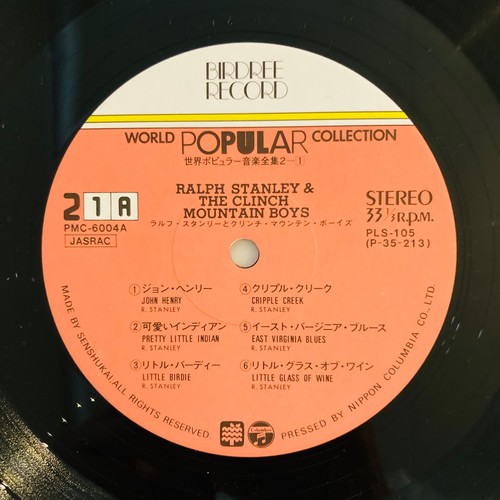 BIRDREE
RECORD
WORLD POPULAR COLLECTION
世界ポピュラー音楽全集2—①
RALPH STANLEY &
THE CLINCH
MOUNTAIN BOYS
ラルフ・スタンリーとクリンチ・マウンテン・ボーイズ
2 1 A
PMC-6004A
JASRAC
STEREO
33 1/3 R.P.M.
PLS-105
(P-35-213)
①ジョン・ヘンリー
JOHN HENRY
R. STANLEY
②可愛いインディアン
PRETTY LITTLE INDIAN
R. STANLEY
③リトル・バーディー
LITTLE BIRDIE
R. STANLEY
④クリプル・クリーク
CRIPPLE CREEK
R. STANLEY
⑤イースト・バージニア・ブルース
EAST VIRGINIA BLUES
R. STANLEY
⑥リトル・グラス・オブ・ワイン
LITTLE GLASS OF WINE
R. STANLEY
MADE BY SENSHUKAI, ALL RIGHTS RESERVED.
PRESSED BY NIPPON COLUMBIA CO., LTD.